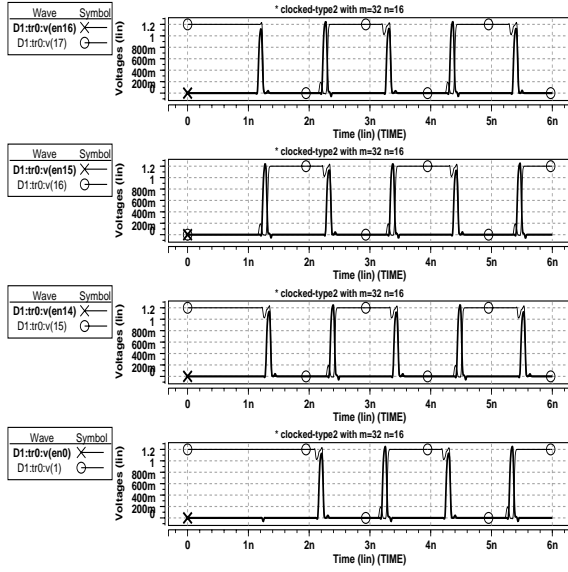 * clocked-type2 with m=32 n=16
Wave Symbol
D1:tr0:v(en16)
D1:tr0:v(17)
Voltages (lin)
1.2
1
800m
600m
400m
200m
0
0 1n 2n 3n 4n 5n 6n
Time (lin) (TIME)
* clocked-type2 with m=32 n=16
Wave Symbol
D1:tr0:v(en15)
D1:tr0:v(16)
Voltages (lin)
1.2
1
800m
600m
400m
200m
0
0 1n 2n 3n 4n 5n 6n
Time (lin) (TIME)
* clocked-type2 with m=32 n=16
Wave Symbol
D1:tr0:v(en14)
D1:tr0:v(15)
Voltages (lin)
1.2
1
800m
600m
400m
200m
0
0 1n 2n 3n 4n 5n 6n
Time (lin) (TIME)
* clocked-type2 with m=32 n=16
Wave Symbol
D1:tr0:v(en0)
D1:tr0:v(1)
Voltages (lin)
1.2
1
800m
600m
400m
200m
0
0 1n 2n 3n 4n 5n 6n
Time (lin) (TIME)